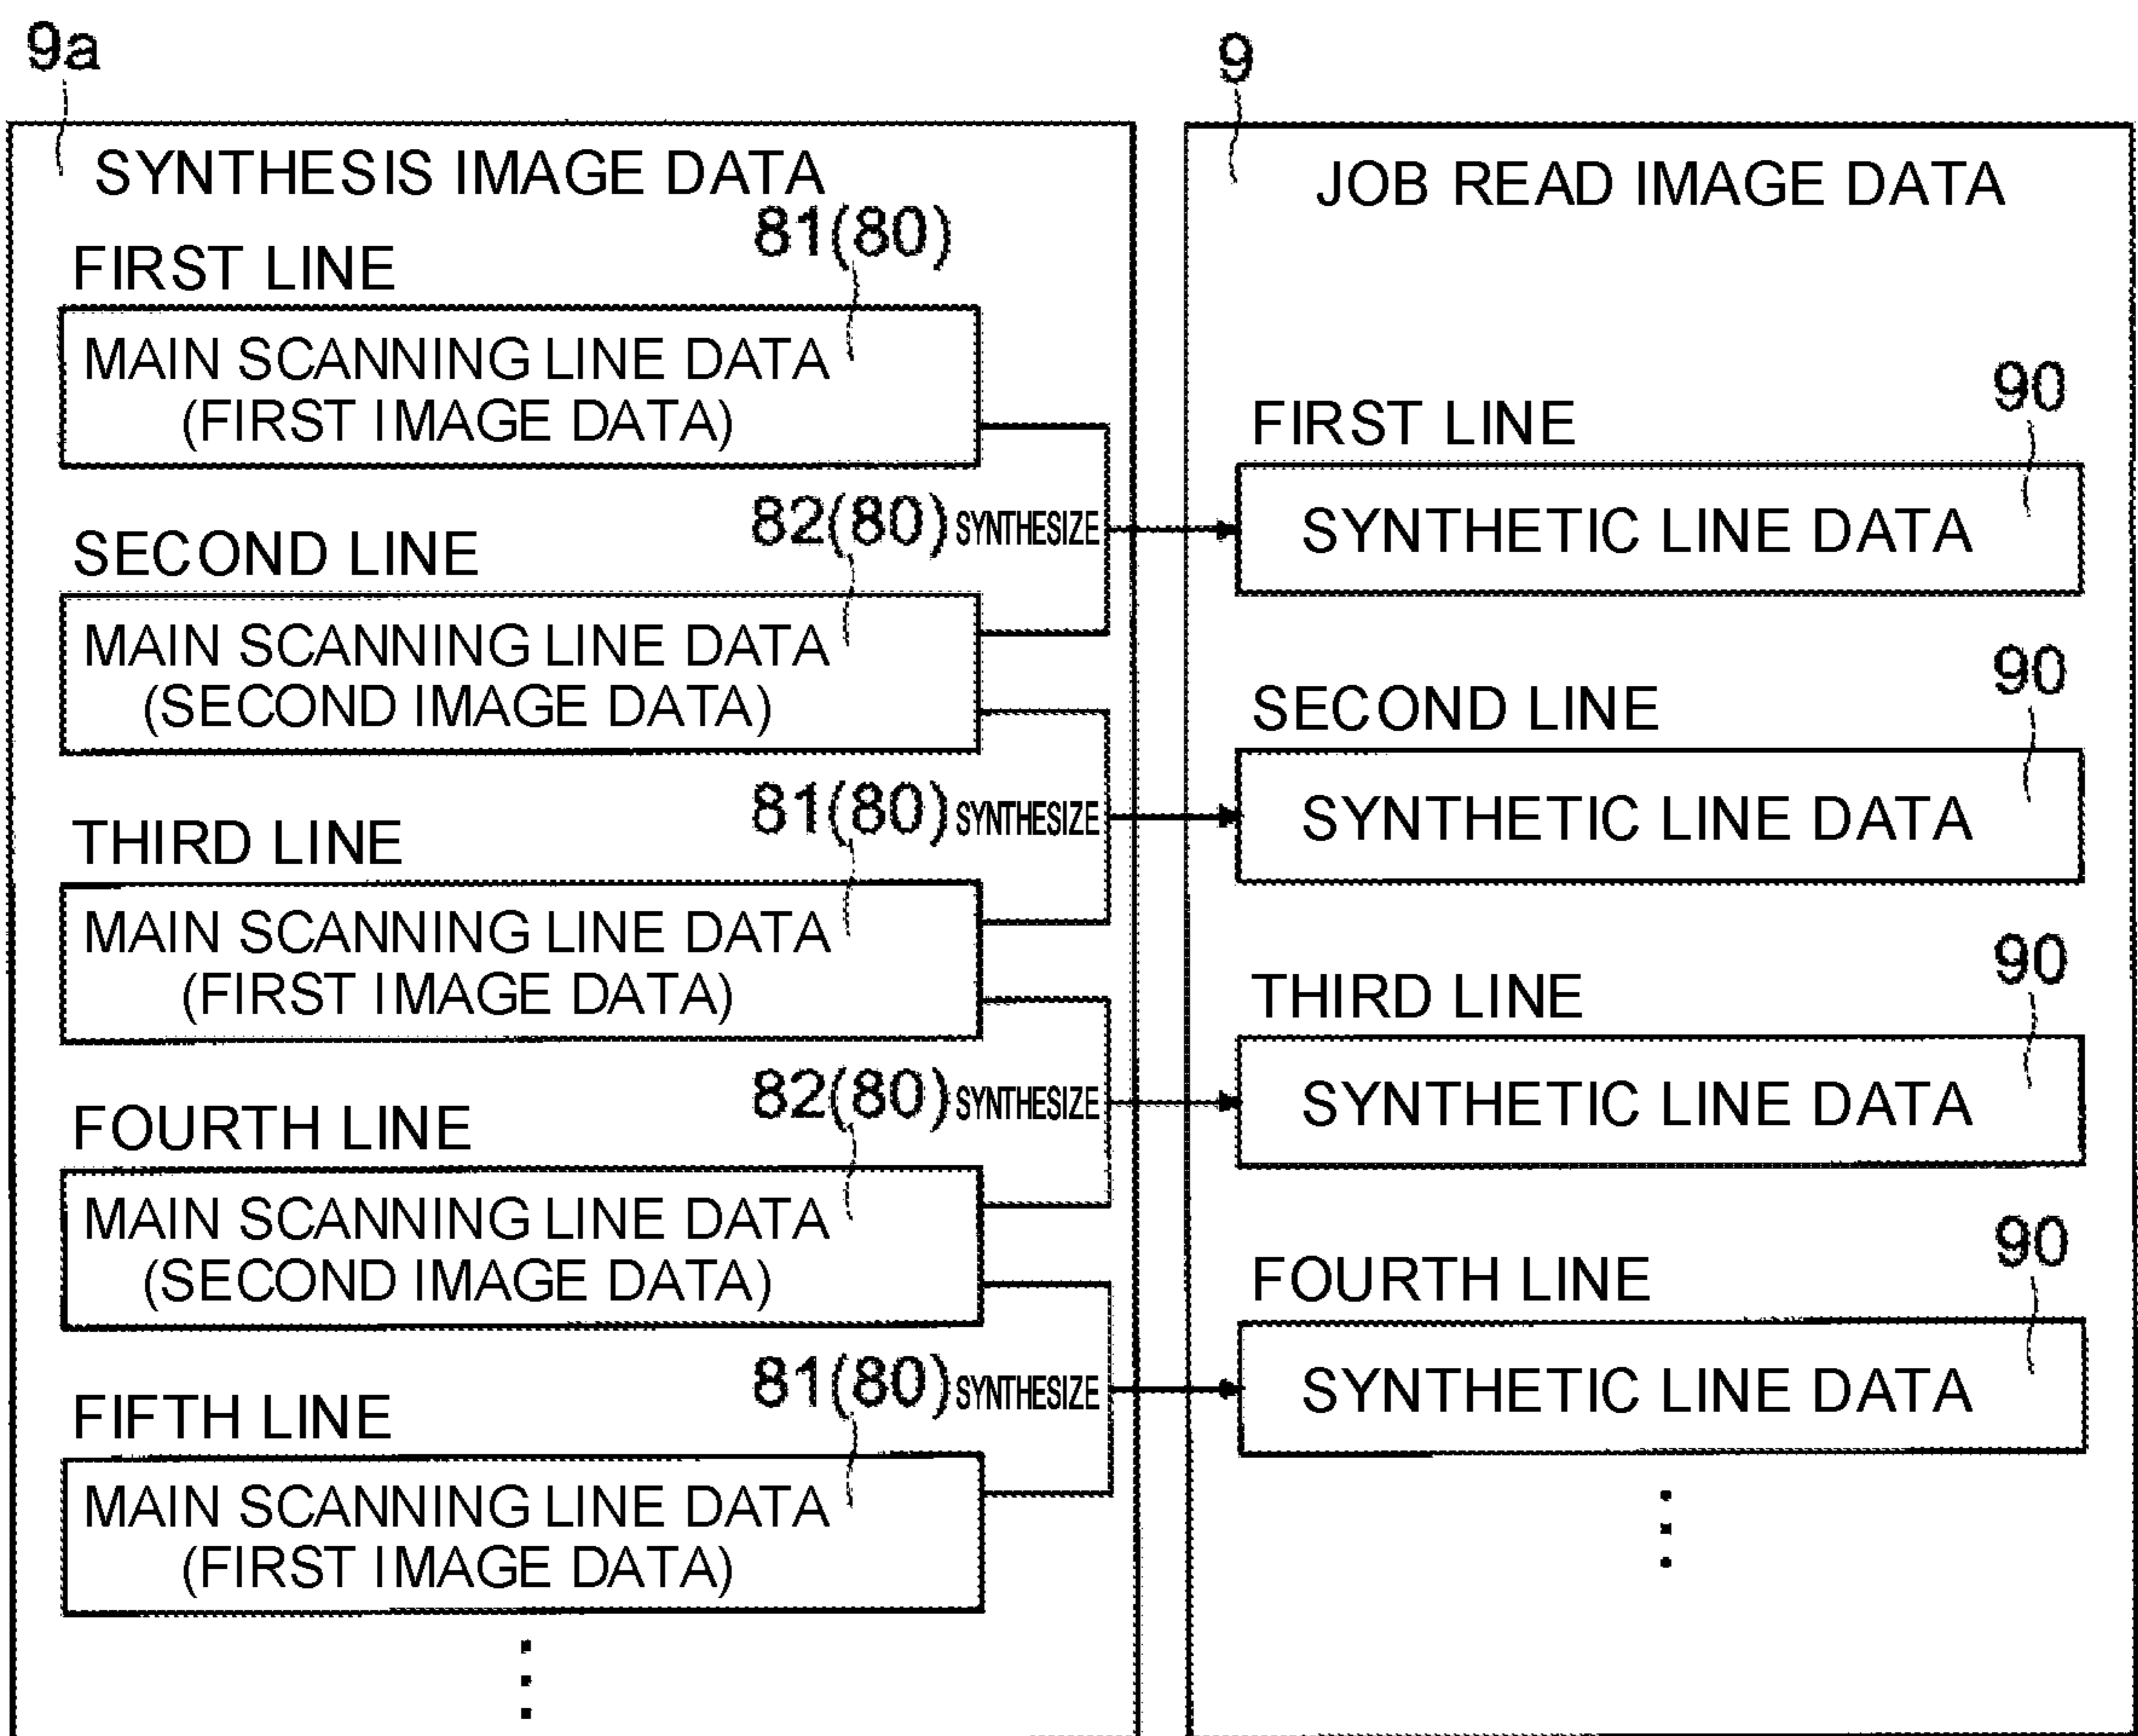 9a
SYNTHESIS IMAGE DATA
81(80)
FIRST LINE
MAIN SCANNING LINE DATA
(FIRST IMAGE DATA)
82(80) SYNTHESIZE
SECOND LINE
MAIN SCANNING LINE DATA
(SECOND IMAGE DATA)
81(80) SYNTHESIZE
THIRD LINE
MAIN SCANNING LINE DATA
(FIRST IMAGE DATA)
82(80) SYNTHESIZE
FOURTH LINE
MAIN SCANNING LINE DATA
(SECOND IMAGE DATA)
81(80) SYNTHESIZE
FIFTH LINE
MAIN SCANNING LINE DATA
(FIRST IMAGE DATA)
9
JOB READ IMAGE DATA
90
FIRST LINE
SYNTHETIC LINE DATA
90
SECOND LINE
SYNTHETIC LINE DATA
90
THIRD LINE
SYNTHETIC LINE DATA
90
FOURTH LINE
SYNTHETIC LINE DATA